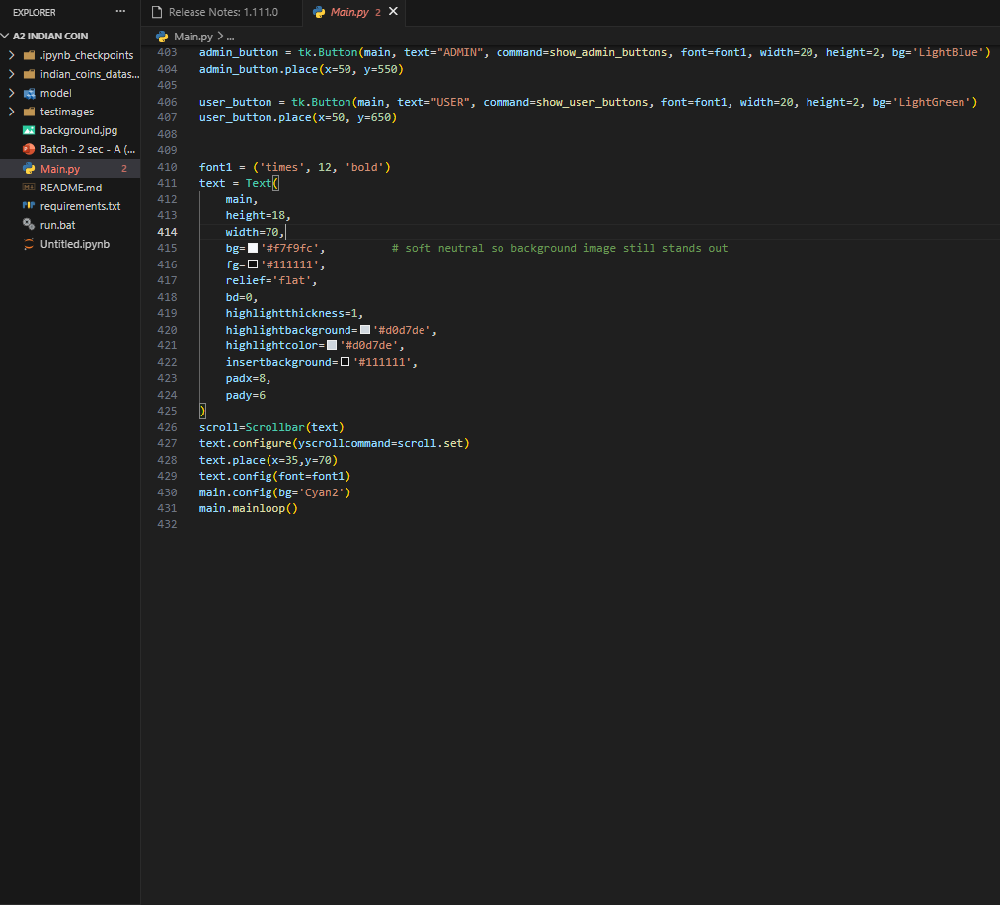 EXPLORER
...
A2 INDIAN COIN
.ipynb_checkpoints
indian_coins_datas...
model
testimages
background.jpg
Batch - 2 sec - A (...
Main.py 2
README.md
requirements.txt
run.bat
Untitled.ipynb
Release Notes: 1.111.0
Main.py 2
Main.py > ...
403 admin_button = tk.Button(main, text="ADMIN", command=show_admin_buttons, font=font1, width=20, height=2, bg='LightBlue')
404 admin_button.place(x=50, y=550)
405
406 user_button = tk.Button(main, text="USER", command=show_user_buttons, font=font1, width=20, height=2, bg='LightGreen')
407 user_button.place(x=50, y=650)
408
409
410 font1 = ('times', 12, 'bold')
411 text = Text(
412     main,
413     height=18,
414     width=70,
415     bg='#f7f9fc',          # soft neutral so background image still stands out
416     fg='#111111',
417     relief='flat',
418     bd=0,
419     highlightthickness=1,
420     highlightbackground='#d0d7de',
421     highlightcolor='#d0d7de',
422     insertbackground='#111111',
423     padx=8,
424     pady=6
425 )
426 scroll=Scrollbar(text)
427 text.configure(yscrollcommand=scroll.set)
428 text.place(x=35,y=70)
429 text.config(font=font1)
430 main.config(bg='Cyan2')
431 main.mainloop()
432